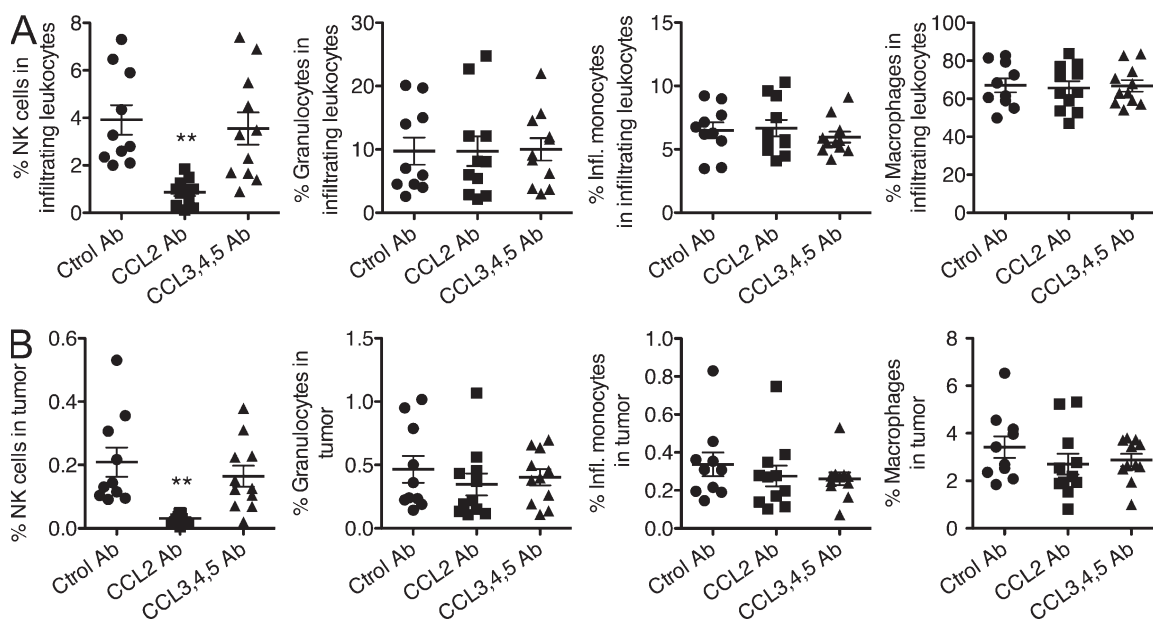 A
% NK cells in
infiltrating leukocytes
8
6
4
2
0
**
Ctrol Ab
CCL2 Ab
CCL3,4,5 Ab
% Granulocytes in
infiltrating leukocytes
30
20
10
0
Ctrol Ab
CCL2 Ab
CCL3,4,5 Ab
% Infl. monocytes
in infiltrating leukocytes
15
10
5
0
Ctrol Ab
CCL2 Ab
CCL3,4,5 Ab
% Macrophages in
infiltrating leukocytes
100
80
60
40
20
0
Ctrol Ab
CCL2 Ab
CCL3,4,5 Ab
B
% NK cells in tumor
0.6
0.4
0.2
0.0
**
Ctrol Ab
CCL2 Ab
CCL3,4,5 Ab
% Granulocytes in
tumor
1.5
1.0
0.5
0.0
Ctrol Ab
CCL2 Ab
CCL3,4,5 Ab
% Infl. monocytes
in tumor
1.0
0.8
0.6
0.4
0.2
0.0
Ctrol Ab
CCL2 Ab
CCL3,4,5 Ab
% Macrophages
in tumor
8
6
4
2
0
Ctrol Ab
CCL2 Ab
CCL3,4,5 Ab